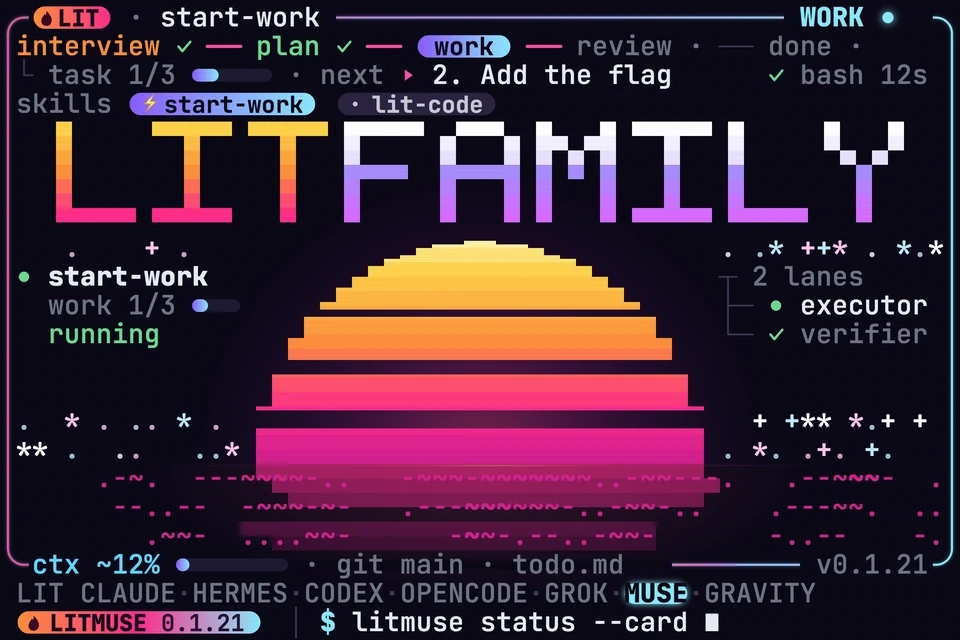 LIT · start-work WORK
interview ✓ plan ✓ work review · done ·
task 1/3 · next ▸ 2. Add the flag ✓ bash 12s
skills ⚡start-work · lit-code
LITFAMILY
start-work
2 lanes
work 1/3
executor
running
✓ verifier
ctx ~12% · git main · todo.md v0.1.21
LIT CLAUDE·HERMES·CODEX·OPENCODE·GROK·MUSE·GRAVITY
LITMUSE 0.1.21 $ litmuse status --card